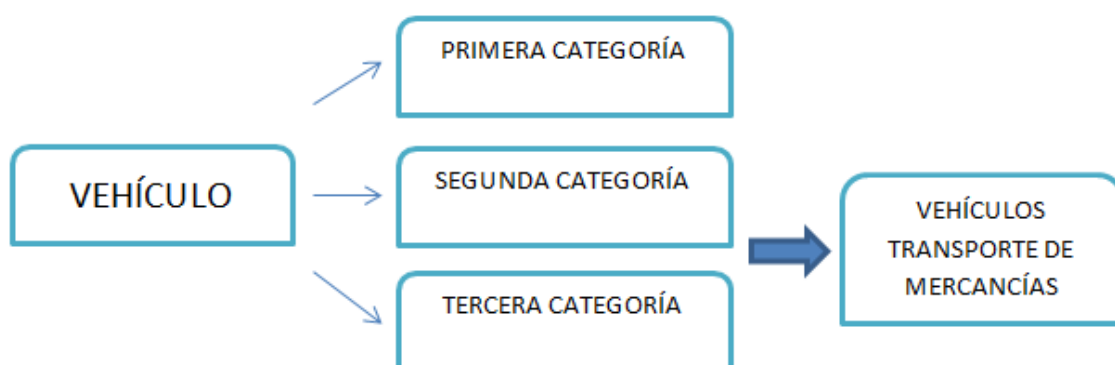 VEHÍCULO
PRIMERA CATEGORÍA
SEGUNDA CATEGORÍA
TERCERA CATEGORÍA
VEHÍCULOS
TRANSPORTE DE
MERCANCÍAS